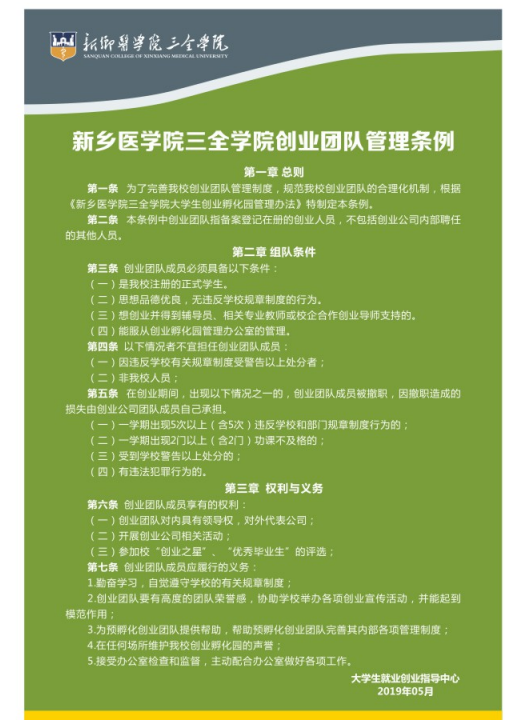 新乡医学院三全学院
SANQUAN COLLEGE OF XINXIANG MEDICAL UNIVERSITY
新乡医学院三全学院创业团队管理条例
第一章 总则
第一条 为了完善我校创业团队管理制度，规范我校创业团队的合理化机制，根据
《新乡医学院三全学院大学生创业孵化园管理办法》特制定本条例。
第二条 本条例中创业团队指备案登记在册的创业人员，不包括创业公司内部聘任
的其他人员。
第二章 组队条件
第三条 创业团队成员必须具备以下条件：
（一）是我校注册的正式学生。
（二）思想品德优良，无违反学校规章制度的行为。
（三）想创业并得到辅导员、相关专业教师或校企合作创业导师支持的。
（四）能服从创业孵化园管理办公室的管理。
第四条 以下情况者不宜担任创业团队成员：
（一）因违反学校有关规章制度受警告以上处分者；
（二）非我校人员；
第五条 在创业期间，出现以下情况之一的，创业团队成员被撤职，因撤职造成的
损失由创业公司团队成员自己承担。
（一）一学期出现5次以上（含5次）违反学校和部门规章制度行为的；
（二）一学期出现2门以上（含2门）功课不及格的；
（三）受到学校警告以上处分的；
（四）有违法犯罪行为的。
第三章 权利与义务
第六条 创业团队成员享有的权利：
（一）创业团队对内具有领导权，对外代表公司；
（二）开展创业公司相关活动；
（三）参加校“创业之星”、“优秀毕业生”的评选；
第七条 创业团队成员应履行的义务：
1.勤奋学习，自觉遵守学校的有关规章制度；
2.创业团队要有高度的团队荣誉感，协助学校举办各项创业宣传活动，并能起到
模范作用；
3.为预孵化创业团队提供帮助，帮助预孵化创业团队完善其内部各项管理制度；
4.在任何场所维护我校创业孵化园的声誉；
5.接受办公室检查和监督，主动配合办公室做好各项工作。
大学生就业创业指导中心
2019年05月